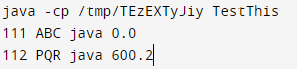 java -cp /tmp/TEzEXTyJiy TestThis
111 ABC java 0.0
112 PQR java 600.2